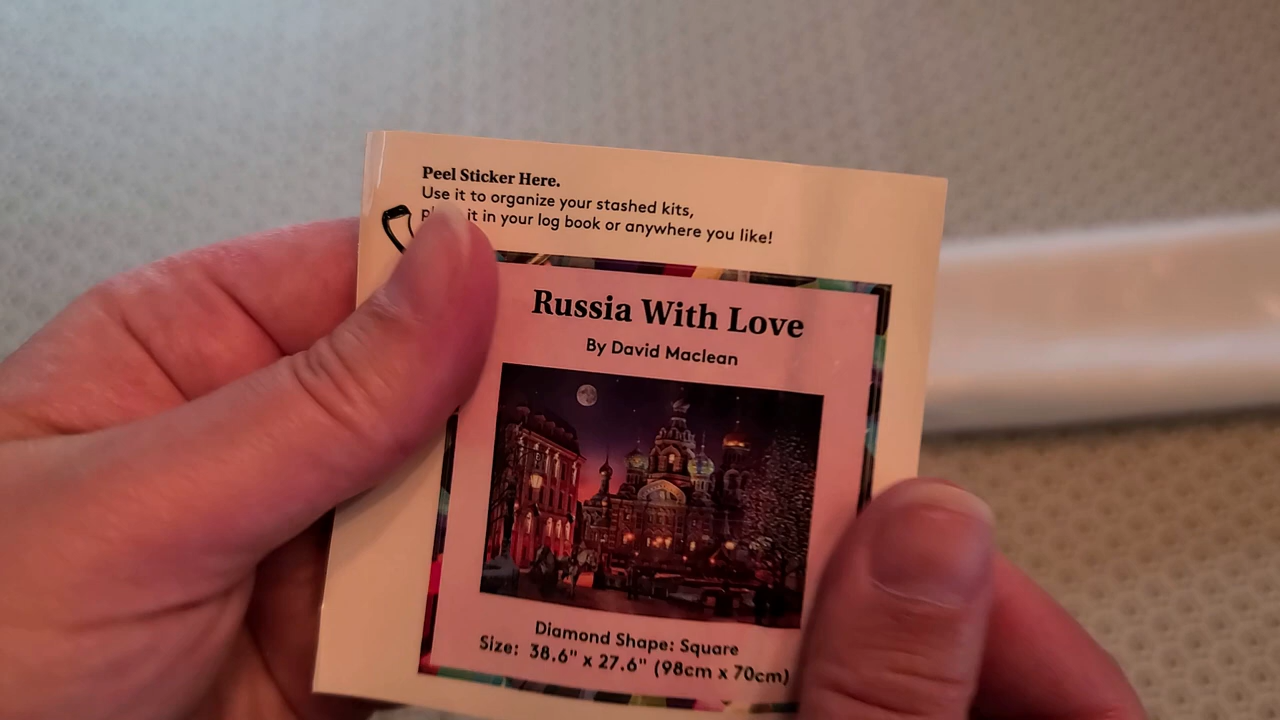 Peel Sticker Here.
Use it to organize your stashed kits,
it in your log book or anywhere you like!
Russia With Love
By David Maclean
Diamond Shape: Square
Size: 38.6" x 27.6" (98cm x 70cm)